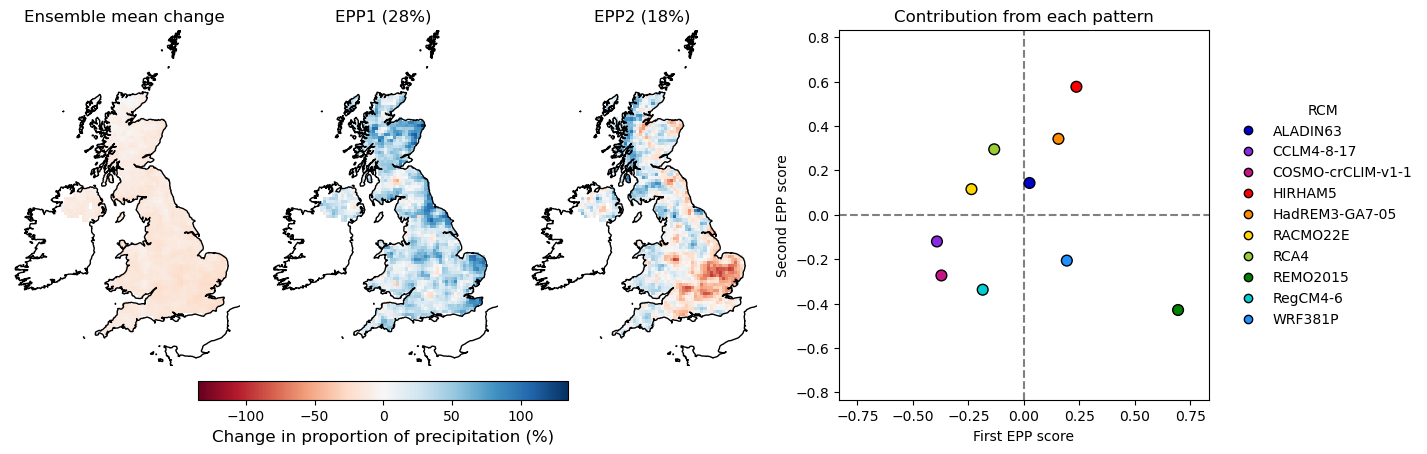 Ensemble mean change
EPP1 (28%)
EPP2 (18%)
Contribution from each pattern
−100
−50
0
50
100
Change in proportion of precipitation (%)
Second EPP score
0.8
0.6
0.4
0.2
0.0
−0.2
−0.4
−0.6
−0.8
−0.75
−0.50
−0.25
0.00
0.25
0.50
0.75
First EPP score
RCM
ALADIN63
CCLM4-8-17
COSMO-crCLIM-v1-1
HIRHAM5
HadREM3-GA7-05
RACMO22E
RCA4
REMO2015
RegCM4-6
WRF381P